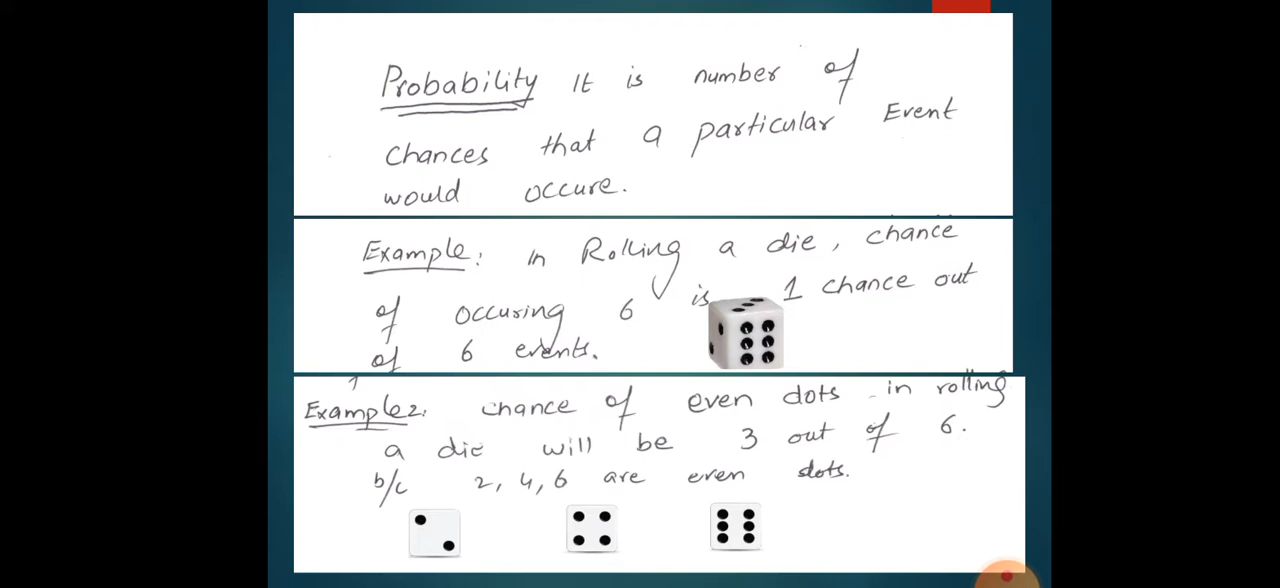 Probability It is number of
chances that a particular Event
would occure.
Example: in Rolling a die, chance
of occuring 6 is 1 chance out
of 6 events.
Example2: chance of even dots in rolling
a die will be 3 out of 6.
b/c 2, 4, 6 are even dots.